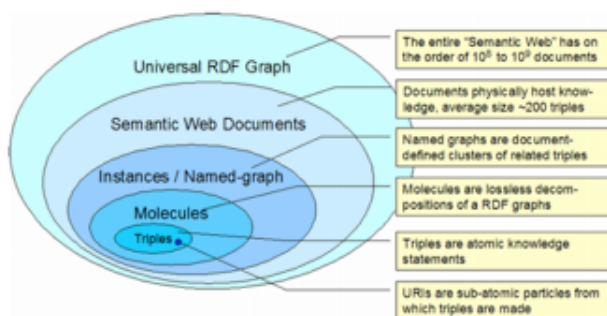 Universal RDF Graph
Semantic Web Documents
Instances / Named-graph
Molecules
Triples
The entire "Semantic Web" has on
the order of 10⁸ to 10⁹ documents
Documents physically host know-
ledge, average size ~200 triples
Named graphs are document-
defined clusters of related triples
Molecules are lossless decom-
positions of a RDF graphs
Triples are atomic knowledge
statements
URIs are sub-atomic particles from
which triples are made